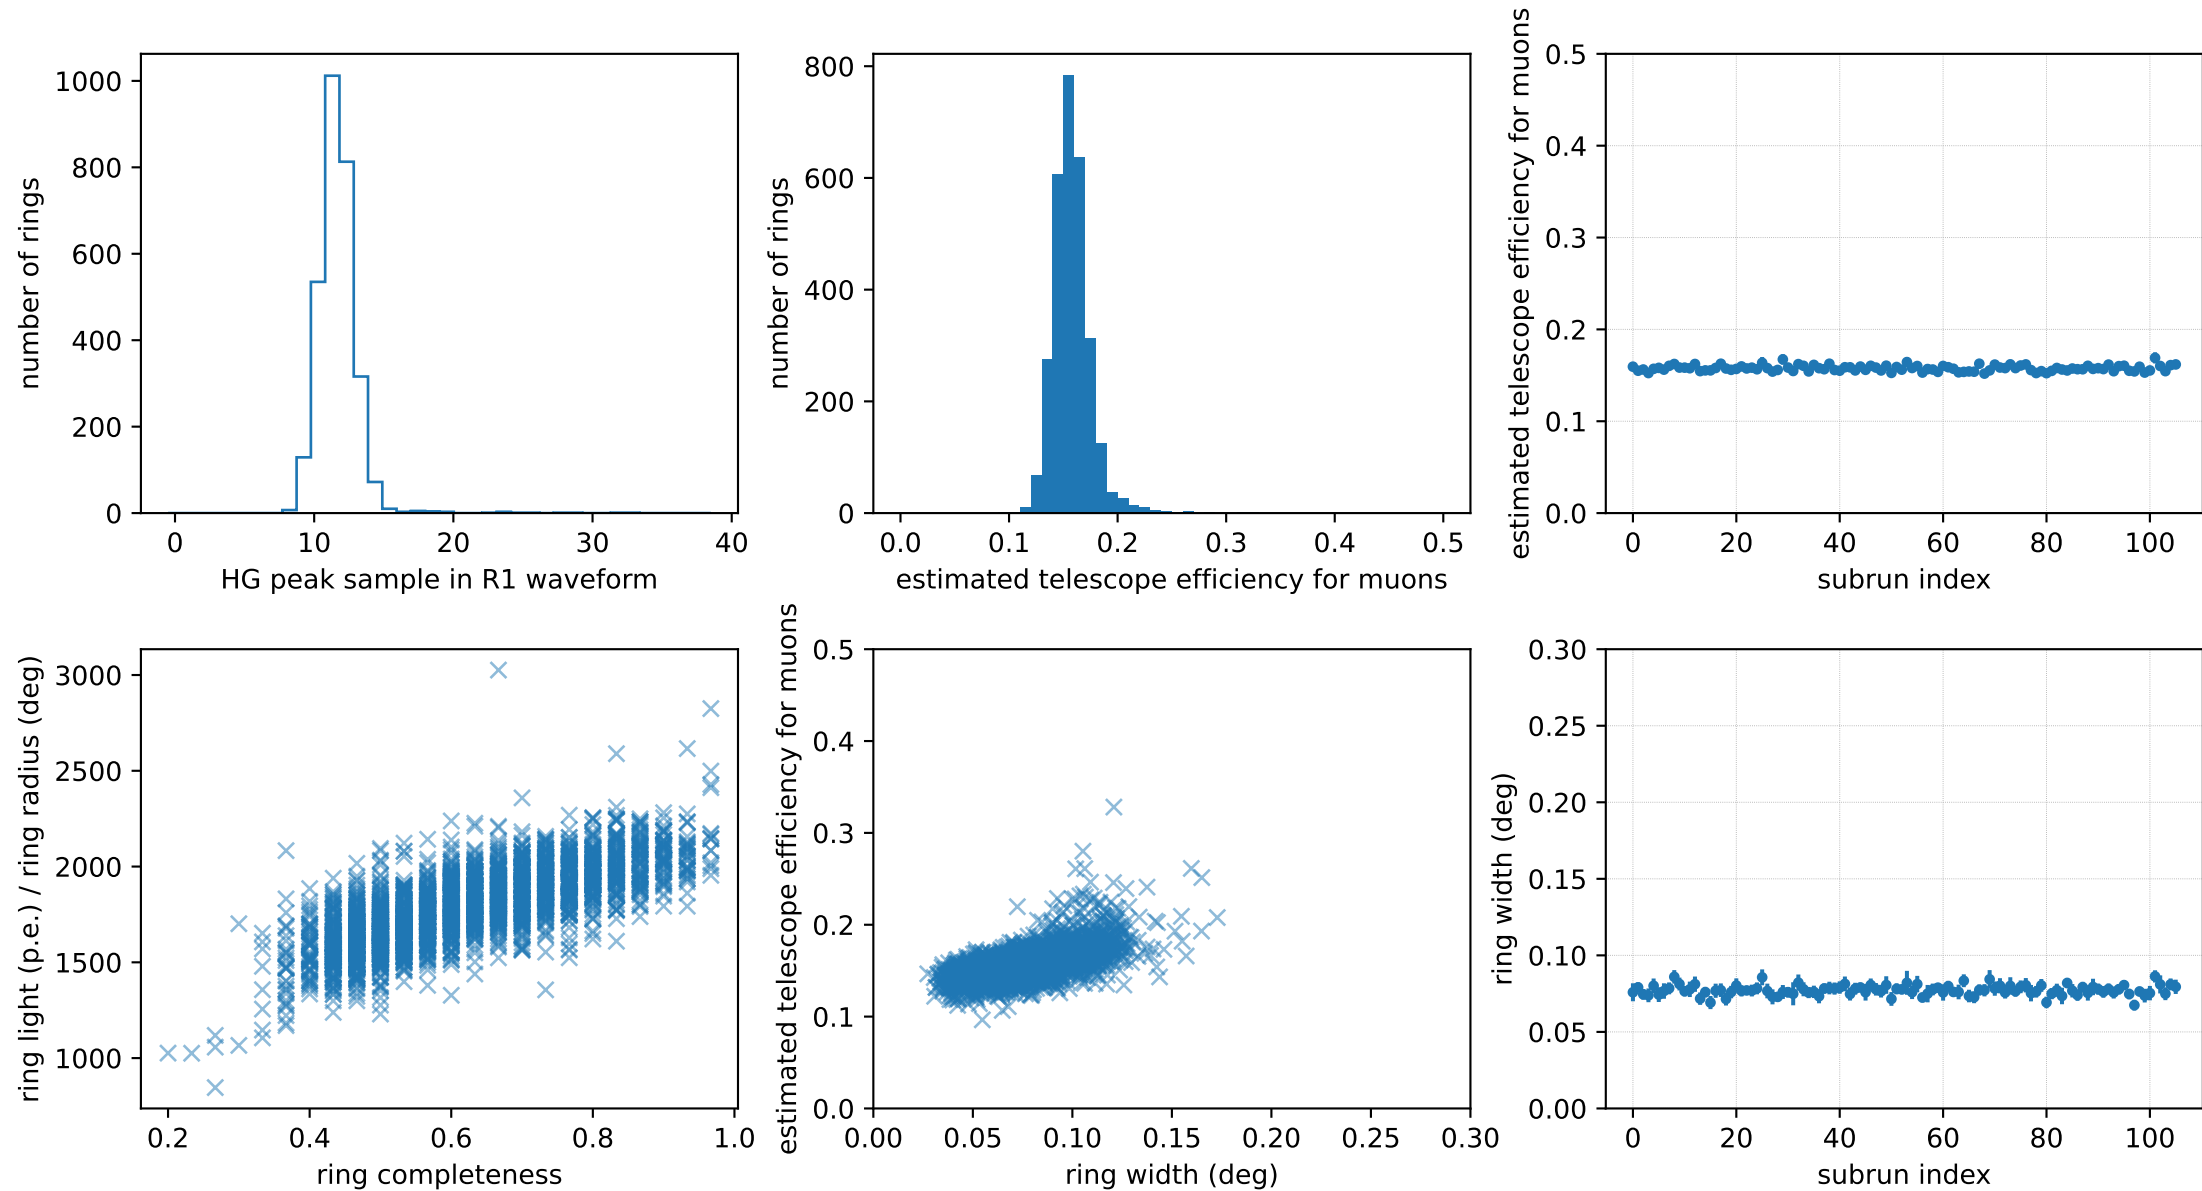 number of rings
1000
800
600
400
200
0
0 10 20 30 40
HG peak sample in R1 waveform
number of rings
800
600
400
200
0
0.0 0.1 0.2 0.3 0.4 0.5
estimated telescope efficiency for muons
estimated telescope efficiency for muons
0.5
0.4
0.3
0.2
0.1
0.0
0 20 40 60 80 100
subrun index
ring light (p.e.) / ring radius (deg)
3000
2500
2000
1500
1000
0.2 0.4 0.6 0.8 1.0
ring completeness
estimated telescope efficiency for muons
0.5
0.4
0.3
0.2
0.1
0.0
0.00 0.05 0.10 0.15 0.20 0.25 0.30
ring width (deg)
ring width (deg)
0.30
0.25
0.20
0.15
0.10
0.05
0.00
0 20 40 60 80 100
subrun index